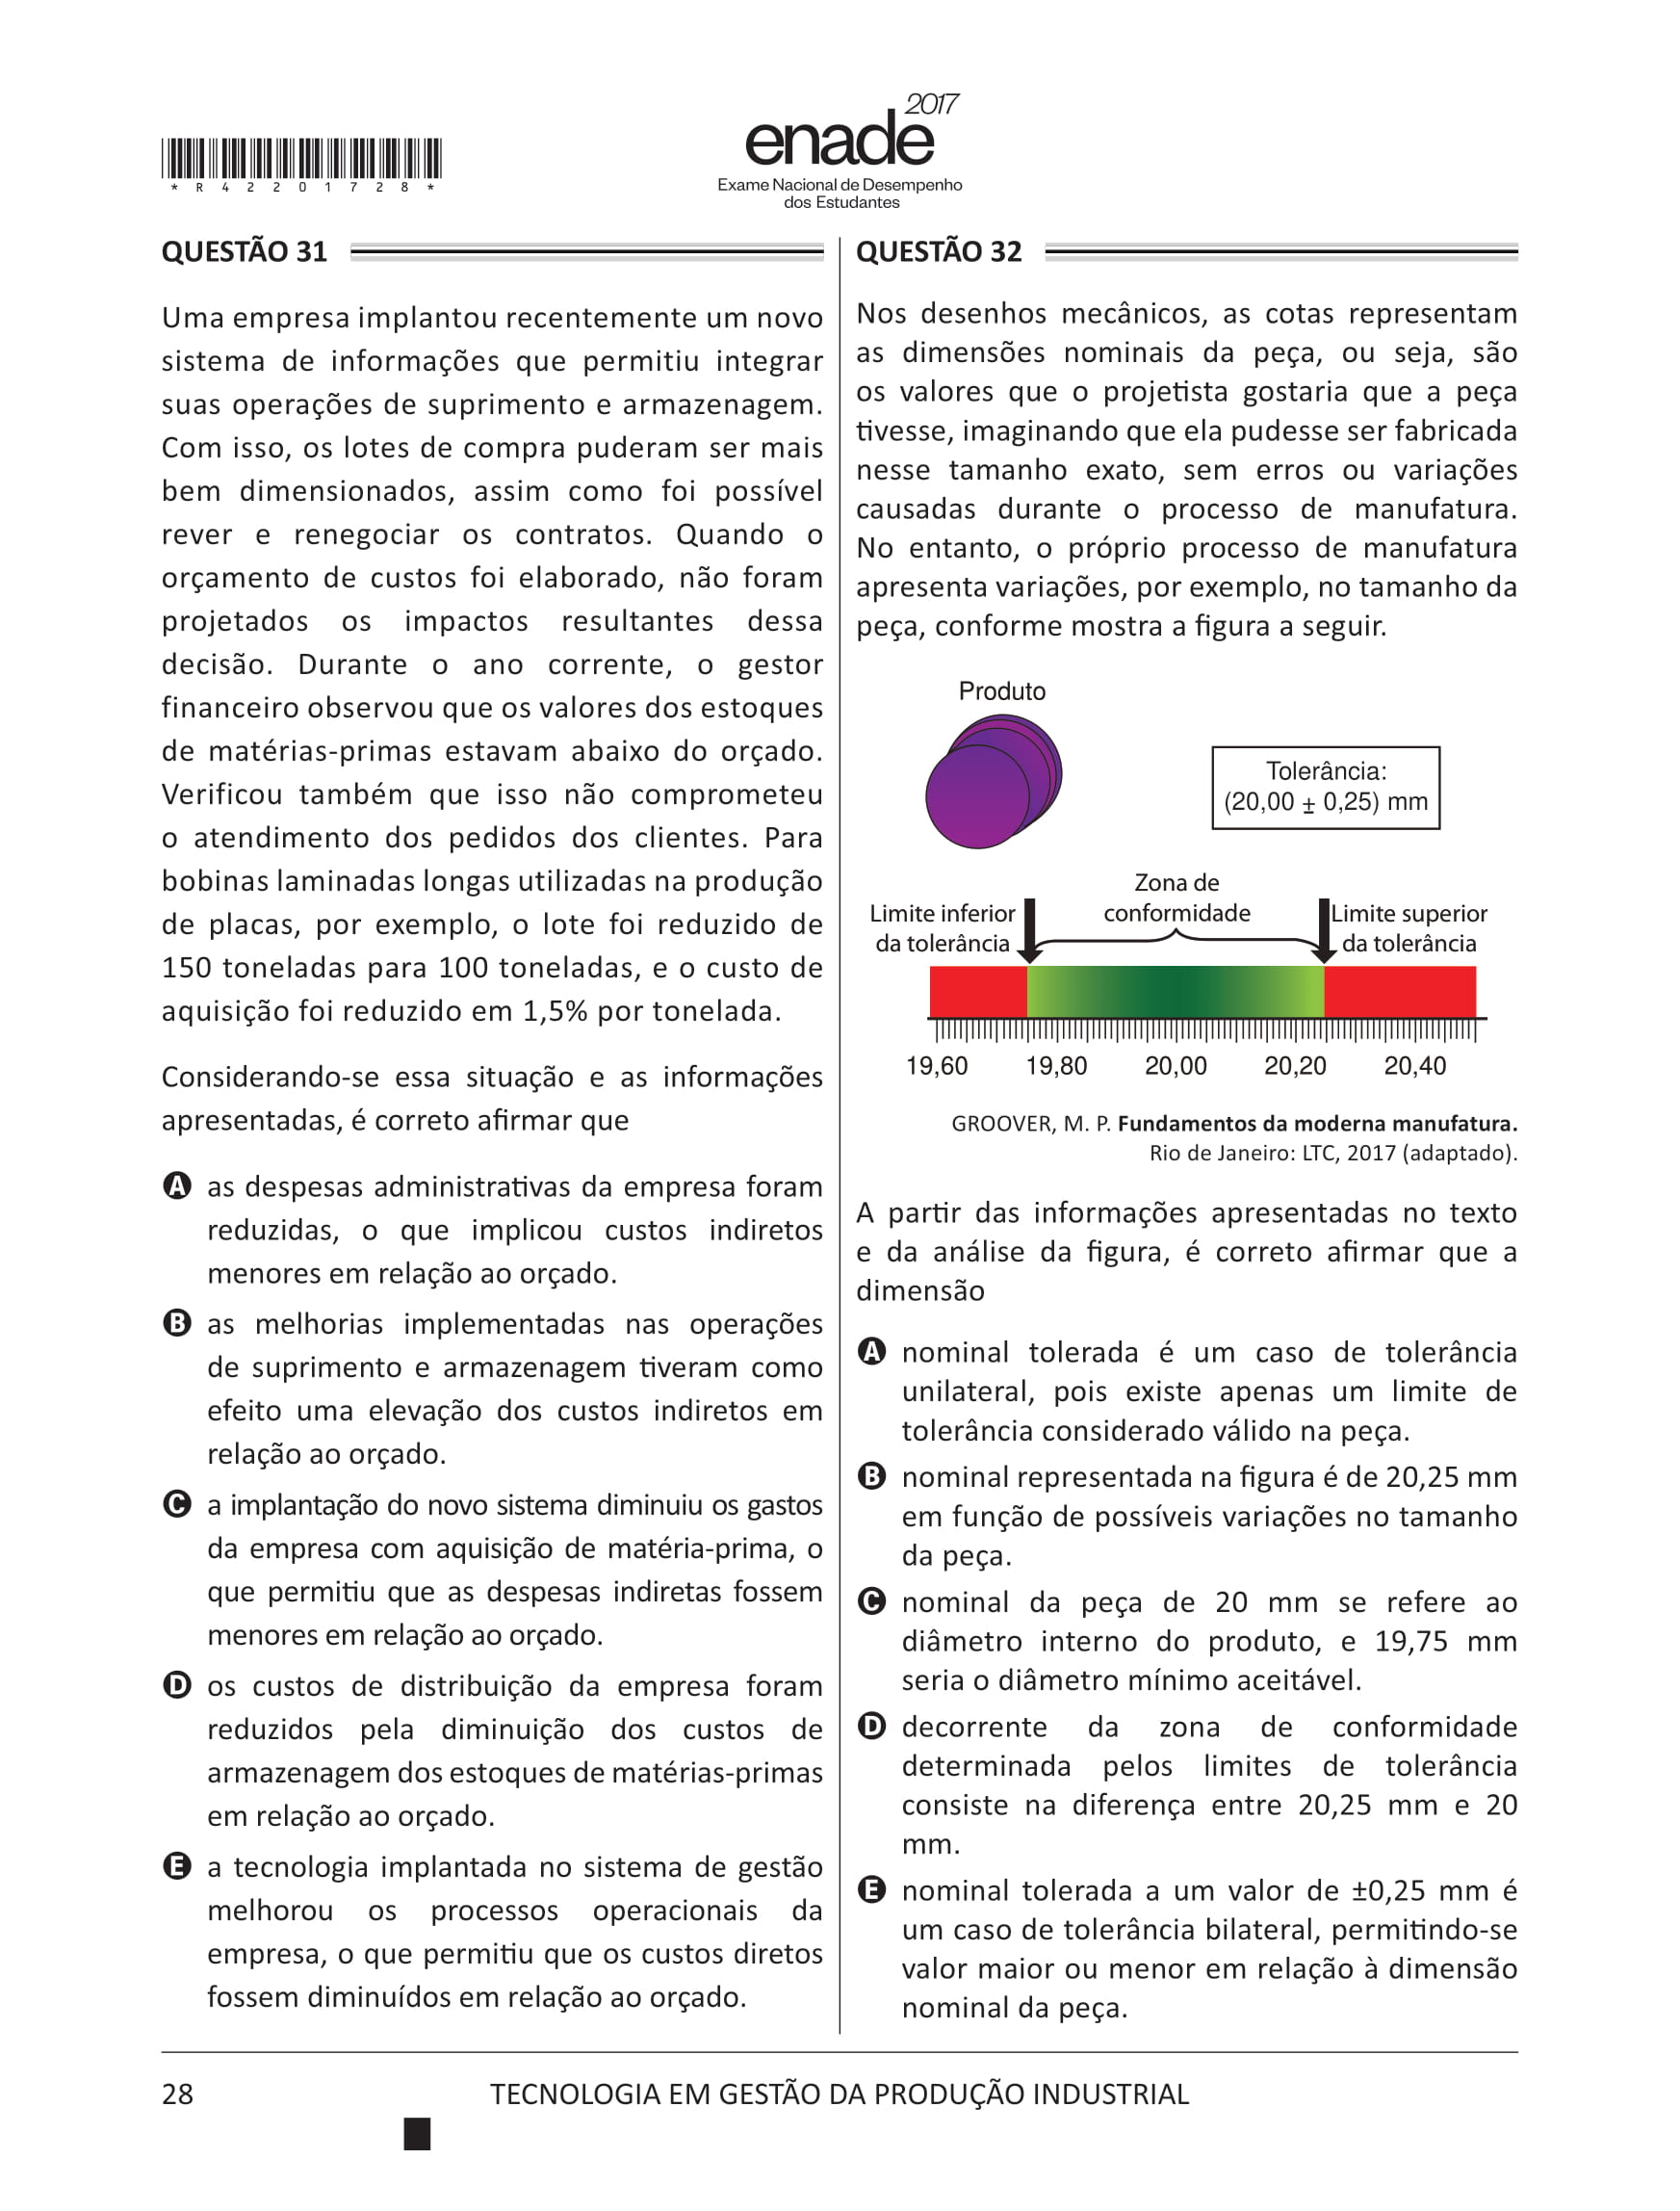 * R 4 2 2 0 1 7 2 8 *
enade 2017
Exame Nacional de Desempenho
dos Estudantes
QUESTÃO 31
Uma empresa implantou recentemente um novo
sistema de informações que permitiu integrar
suas operações de suprimento e armazenagem.
Com isso, os lotes de compra puderam ser mais
bem dimensionados, assim como foi possível
rever e renegociar os contratos. Quando o
orçamento de custos foi elaborado, não foram
projetados os impactos resultantes dessa
decisão. Durante o ano corrente, o gestor
financeiro observou que os valores dos estoques
de matérias-primas estavam abaixo do orçado.
Verificou também que isso não comprometeu
o atendimento dos pedidos dos clientes. Para
bobinas laminadas longas utilizadas na produção
de placas, por exemplo, o lote foi reduzido de
150 toneladas para 100 toneladas, e o custo de
aquisição foi reduzido em 1,5% por tonelada.
Considerando-se essa situação e as informações
apresentadas, é correto afirmar que
A as despesas administrativas da empresa foram
reduzidas, o que implicou custos indiretos
menores em relação ao orçado.
B as melhorias implementadas nas operações
de suprimento e armazenagem tiveram como
efeito uma elevação dos custos indiretos em
relação ao orçado.
C a implantação do novo sistema diminuiu os gastos
da empresa com aquisição de matéria-prima, o
que permitiu que as despesas indiretas fossem
menores em relação ao orçado.
D os custos de distribuição da empresa foram
reduzidos pela diminuição dos custos de
armazenagem dos estoques de matérias-primas
em relação ao orçado.
E a tecnologia implantada no sistema de gestão
melhorou os processos operacionais da
empresa, o que permitiu que os custos diretos
fossem diminuídos em relação ao orçado.
QUESTÃO 32
Nos desenhos mecânicos, as cotas representam
as dimensões nominais da peça, ou seja, são
os valores que o projetista gostaria que a peça
tivesse, imaginando que ela pudesse ser fabricada
nesse tamanho exato, sem erros ou variações
causadas durante o processo de manufatura.
No entanto, o próprio processo de manufatura
apresenta variações, por exemplo, no tamanho da
peça, conforme mostra a figura a seguir.
Produto
Tolerância:
(20,00 ± 0,25) mm
Zona de
conformidade
Limite inferior
da tolerância
Limite superior
da tolerância
19,60 19,80 20,00 20,20 20,40
GROOVER, M. P. Fundamentos da moderna manufatura.
Rio de Janeiro: LTC, 2017 (adaptado).
A partir das informações apresentadas no texto
e da análise da figura, é correto afirmar que a
dimensão
A nominal tolerada é um caso de tolerância
unilateral, pois existe apenas um limite de
tolerância considerado válido na peça.
B nominal representada na figura é de 20,25 mm
em função de possíveis variações no tamanho
da peça.
C nominal da peça de 20 mm se refere ao
diâmetro interno do produto, e 19,75 mm
seria o diâmetro mínimo aceitável.
D decorrente da zona de conformidade
determinada pelos limites de tolerância
consiste na diferença entre 20,25 mm e 20
mm.
E nominal tolerada a um valor de ±0,25 mm é
um caso de tolerância bilateral, permitindo-se
valor maior ou menor em relação à dimensão
nominal da peça.
28
TECNOLOGIA EM GESTÃO DA PRODUÇÃO INDUSTRIAL